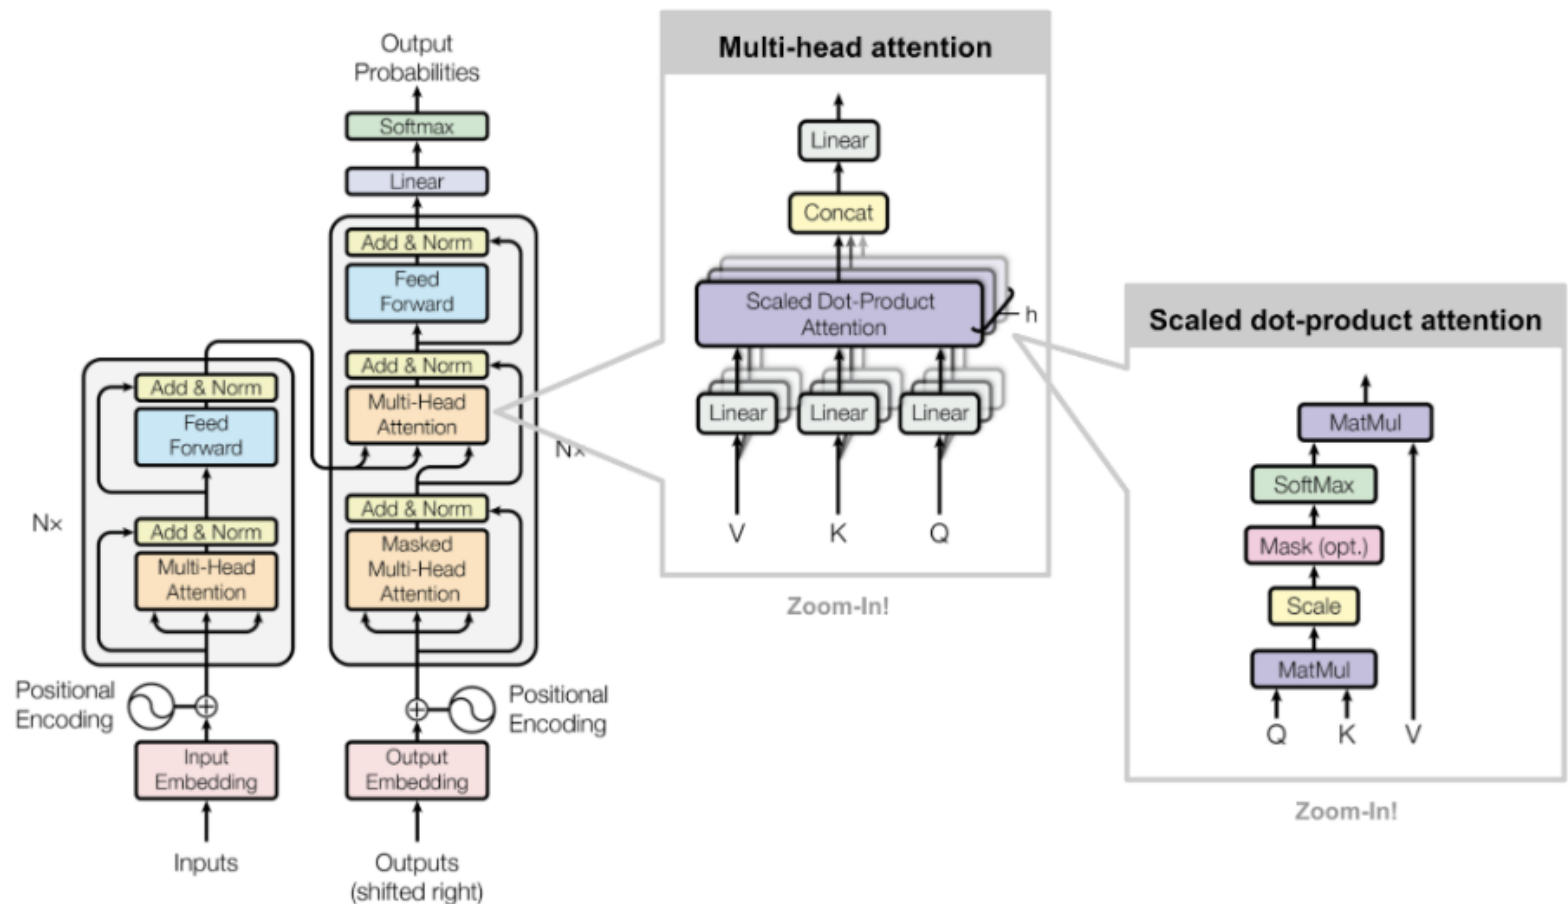 Output
Probabilities
Softmax
Linear
Add & Norm
Feed
Forward
Add & Norm
Multi-Head
Attention
Add & Norm
Masked
Multi-Head
Attention
Nx
Positional
Encoding
Output
Embedding
Outputs
(shifted right)
Add & Norm
Feed
Forward
Add & Norm
Multi-Head
Attention
Nx
Positional
Encoding
Input
Embedding
Inputs
Multi-head attention
Linear
Concat
Scaled Dot-Product
Attention
h
Linear
Linear
Linear
V
K
Q
Zoom-In!
Scaled dot-product attention
MatMul
SoftMax
Mask (opt.)
Scale
MatMul
Q
K
V
Zoom-In!